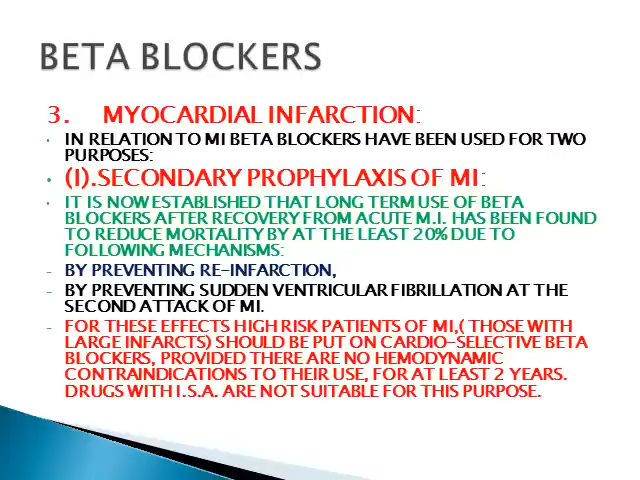 BETA BLOCKERS
3. MYOCARDIAL INFARCTION:
• IN RELATION TO MI BETA BLOCKERS HAVE BEEN USED FOR TWO
PURPOSES:
• (I).SECONDARY PROPHYLAXIS OF MI:
• IT IS NOW ESTABLISHED THAT LONG TERM USE OF BETA
BLOCKERS AFTER RECOVERY FROM ACUTE M.I. HAS BEEN FOUND
TO REDUCE MORTALITY BY AT THE LEAST 20% DUE TO
FOLLOWING MECHANISMS:
- BY PREVENTING RE-INFARCTION,
- BY PREVENTING SUDDEN VENTRICULAR FIBRILLATION AT THE
SECOND ATTACK OF MI.
- FOR THESE EFFECTS HIGH RISK PATIENTS OF MI,( THOSE WITH
LARGE INFARCTS) SHOULD BE PUT ON CARDIO-SELECTIVE BETA
BLOCKERS, PROVIDED THERE ARE NO HEMODYNAMIC
CONTRAINDICATIONS TO THEIR USE, FOR AT LEAST 2 YEARS.
DRUGS WITH I.S.A. ARE NOT SUITABLE FOR THIS PURPOSE.